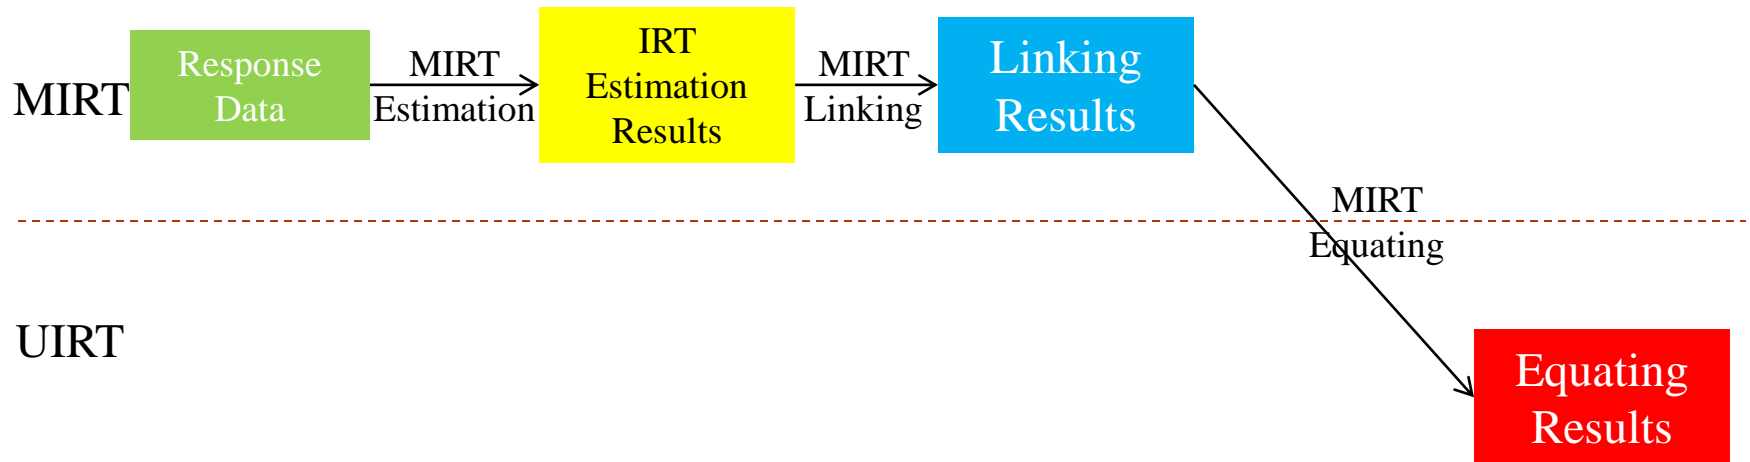 MIRT
Response
Data
MIRT
Estimation
IRT
Estimation
Results
MIRT
Linking
Linking
Results
MIRT
Equating
UIRT
Equating
Results